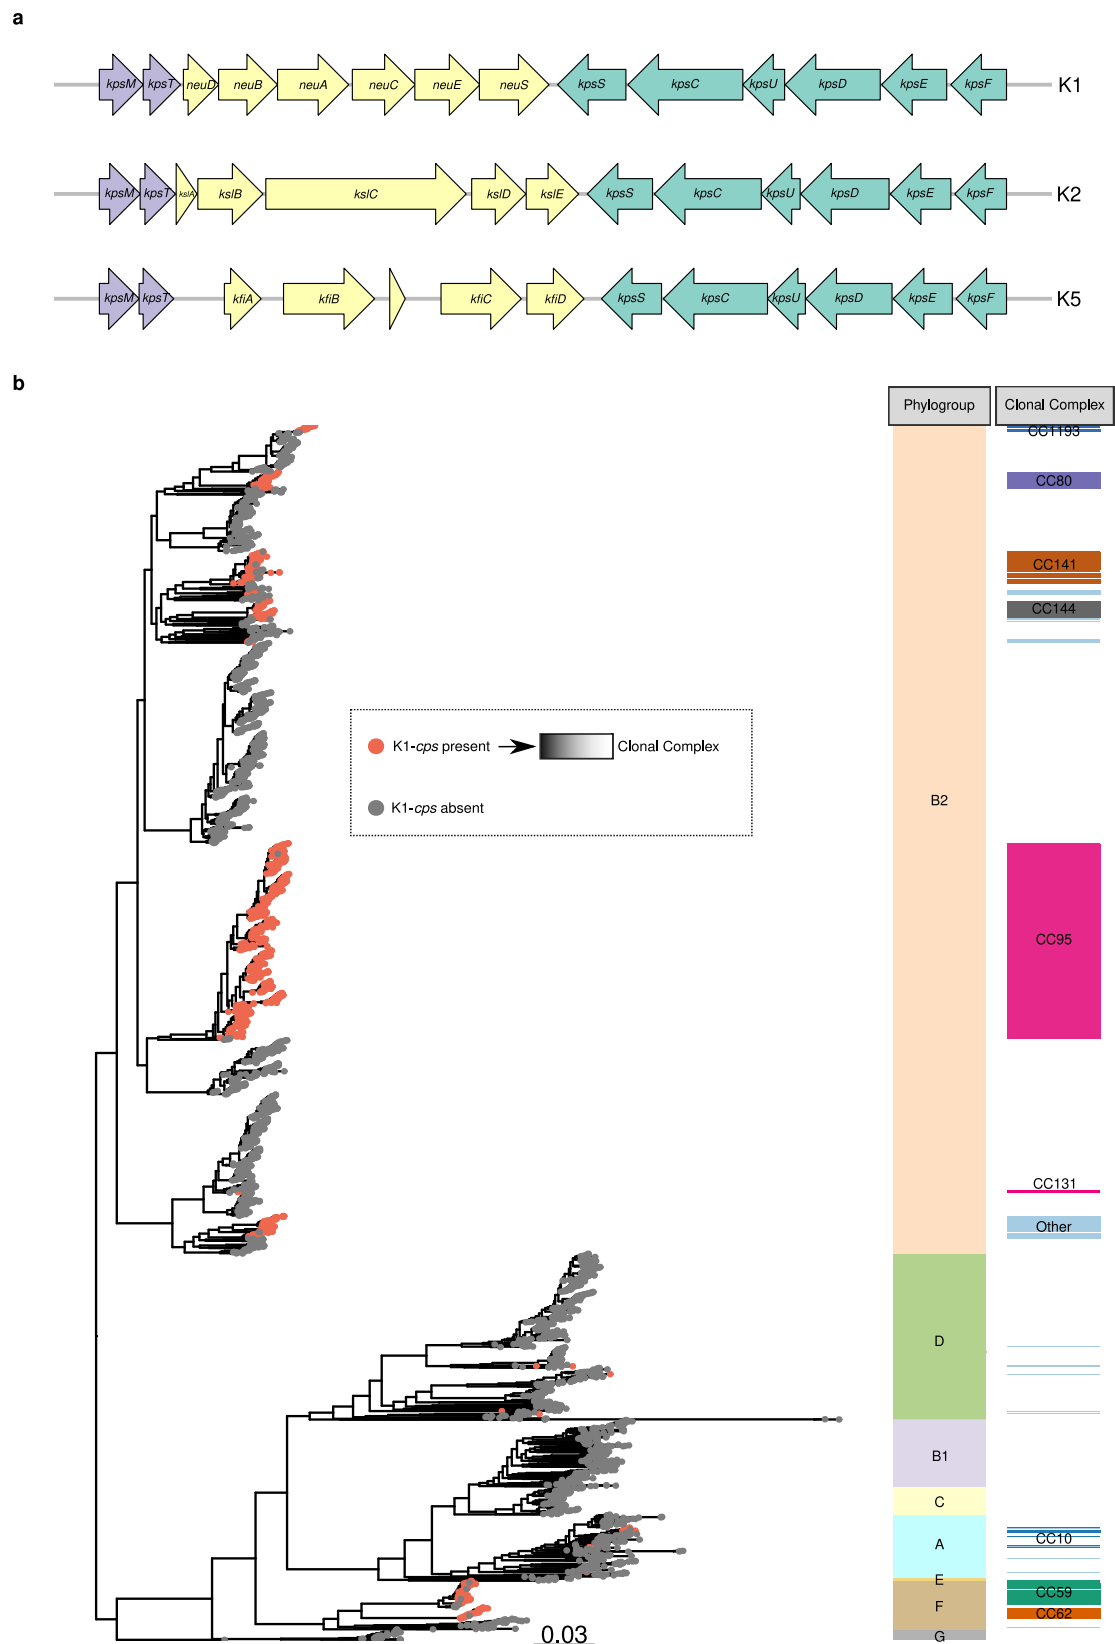 a
kpsM kpsT neuD neuB neuA neuC neuE neuS kpsS kpsC kpsU kpsD kpsE kpsF K1
kpsM kpsT kslA kslB kslC kslD kslE kpsS kpsC kpsU kpsD kpsE kpsF K2
kpsM kpsT kfiA kfiB kfiC kfiD kpsS kpsC kpsU kpsD kpsE kpsF K5
b
Phylogroup Clonal Complex
CC1193
CC80
CC141
CC144
K1-cps present Clonal Complex
K1-cps absent
B2
CC95
CC131
Other
D
B1
C
A CC10
E
CC59
F
CC62
G
0.03